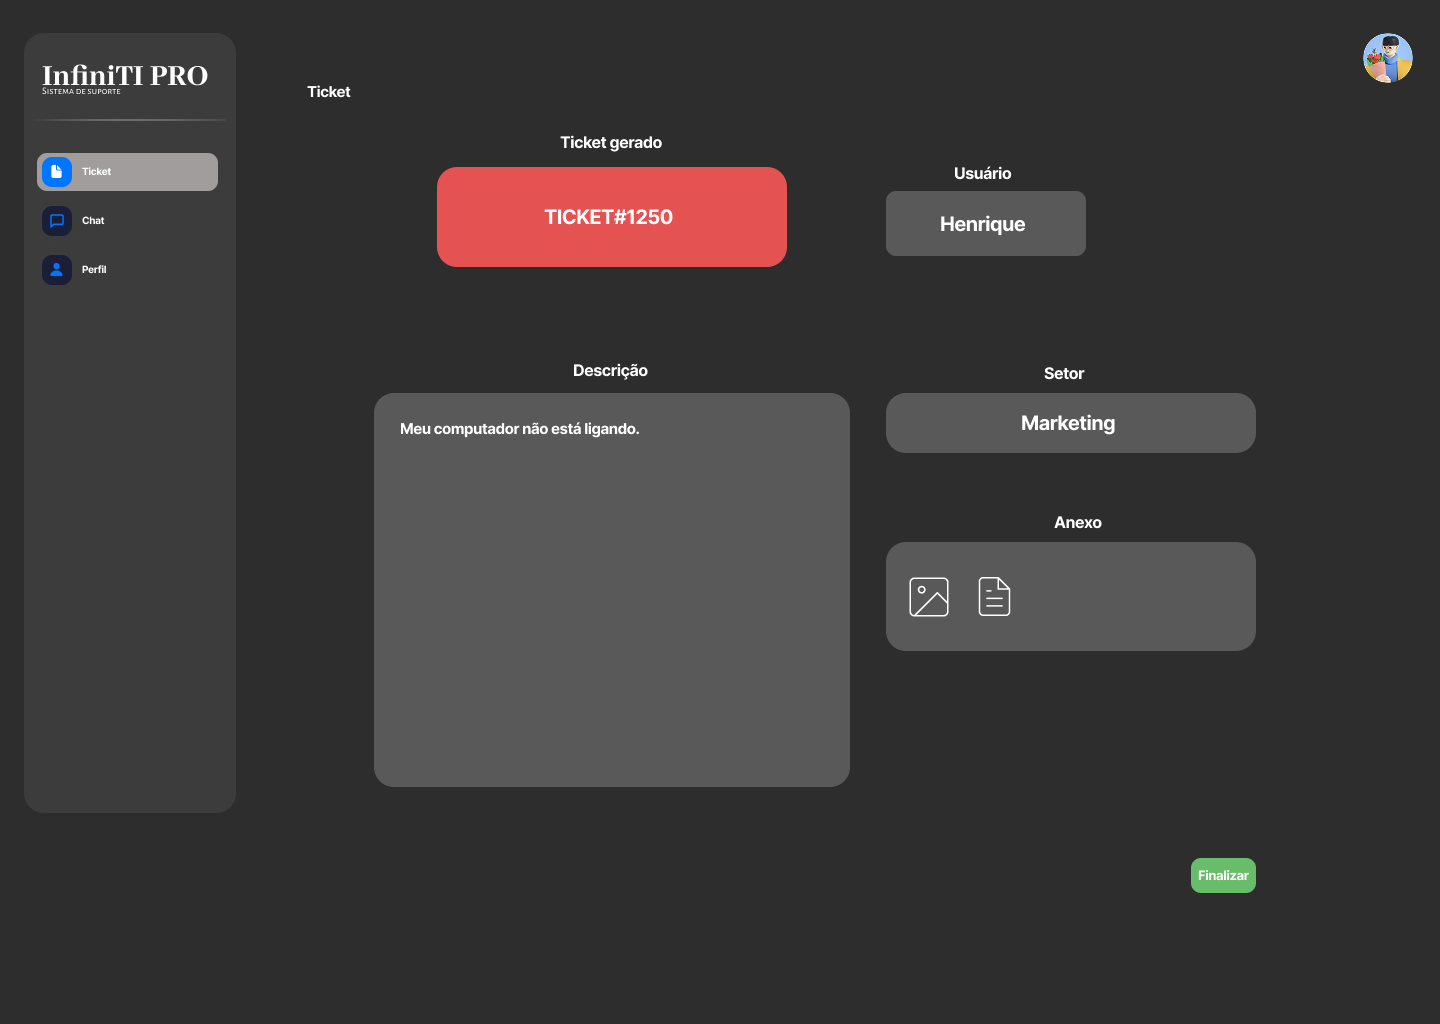 InfiniTI PRO
SISTEMA DE SUPORTE
Ticket
Chat
Perfil
Ticket
Ticket gerado
TICKET#1250
Usuário
Henrique
Descrição
Meu computador não está ligando.
Setor
Marketing
Anexo
Finalizar